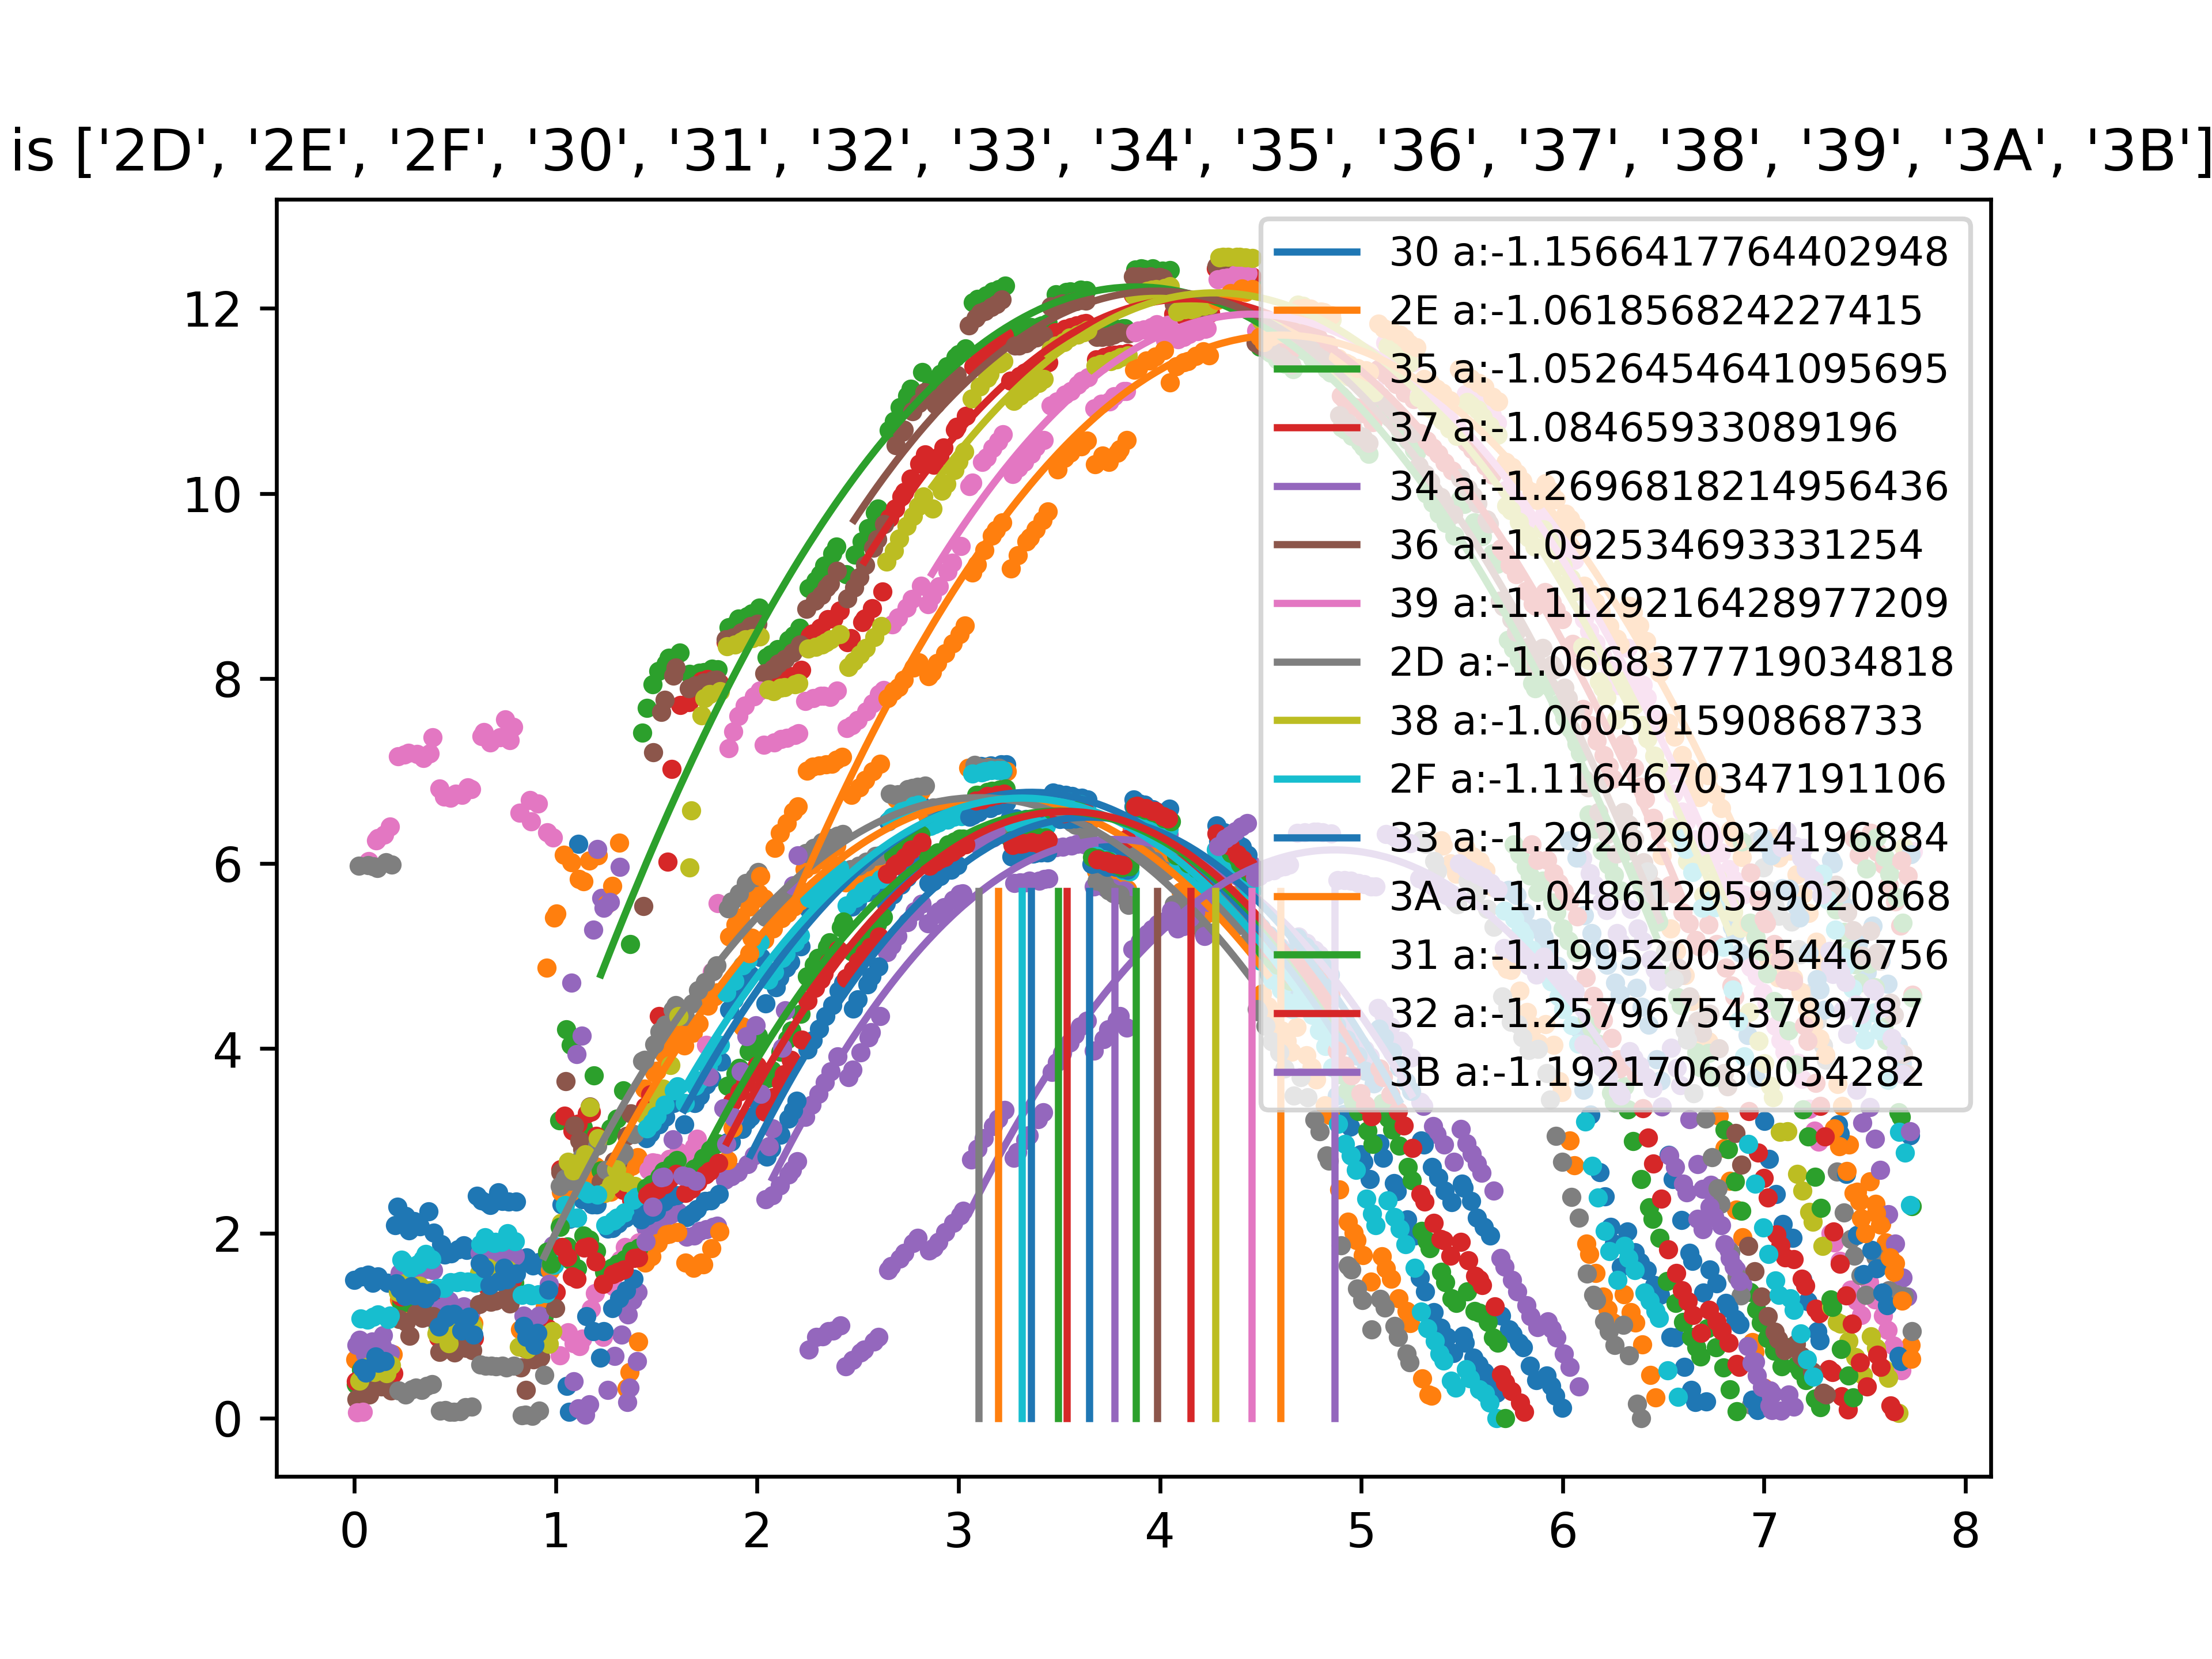 is ['2D', '2E', '2F', '30', '31', '32', '33', '34', '35', '36', '37', '38', '39', '3A', '3B']
30 a:-1.1566417764402948
2E a:-1.061856824227415
35 a:-1.0526454641095695
37 a:-1.08465933089196
34 a:-1.2696818214956436
36 a:-1.092534693331254
39 a:-1.1129216428977209
2D a:-1.0668377719034818
38 a:-1.060591590868733
2F a:-1.1164670347191106
33 a:-1.2926290924196884
3A a:-1.0486129599020868
31 a:-1.1995200365446756
32 a:-1.257967543789787
3B a:-1.192170680054282
12
10
8
6
4
2
0
0 1 2 3 4 5 6 7 8